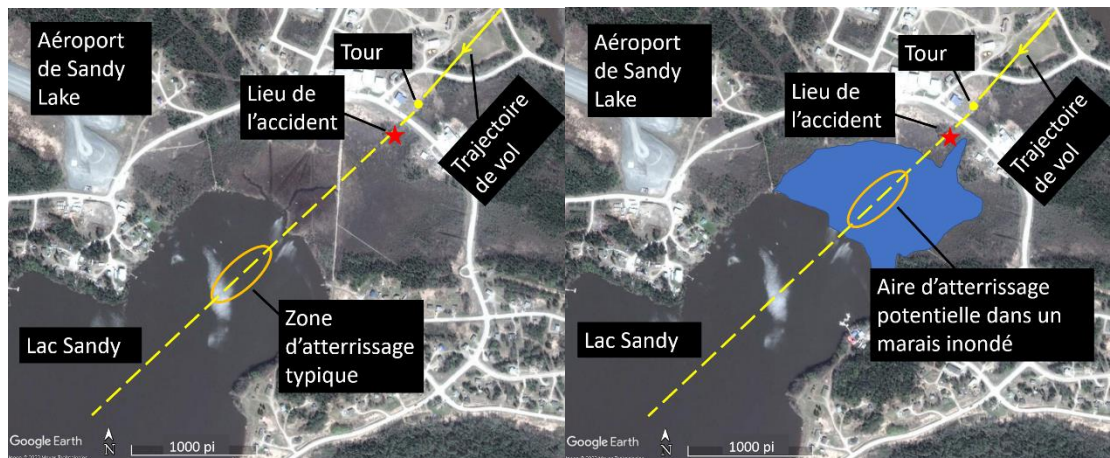 Aéroport
de Sandy
Lake
Tour
Lieu de
l’accident
Trajectoire
de vol
Zone
d’atterrissage
typique
Lac Sandy
Google Earth
N
1000 pi
Aéroport
de Sandy
Lake
Tour
Lieu de
l’accident
Trajectoire
de vol
Aire d’atterrissage
potentielle dans un
marais inondé
Lac Sandy
Google Earth
N
1000 pi